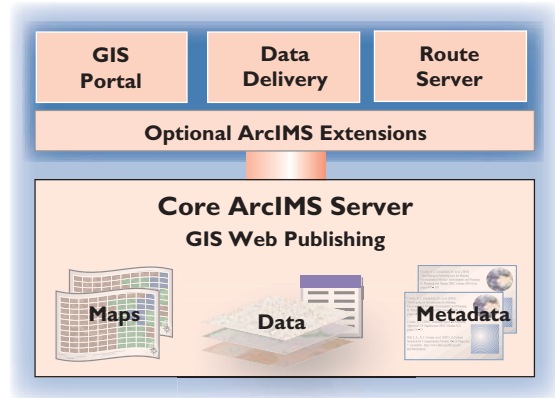 GIS
Portal
Data
Delivery
Route
Server
Optional ArcIMS Extensions
Core ArcIMS Server
GIS Web Publishing
Maps
Data
Metadata